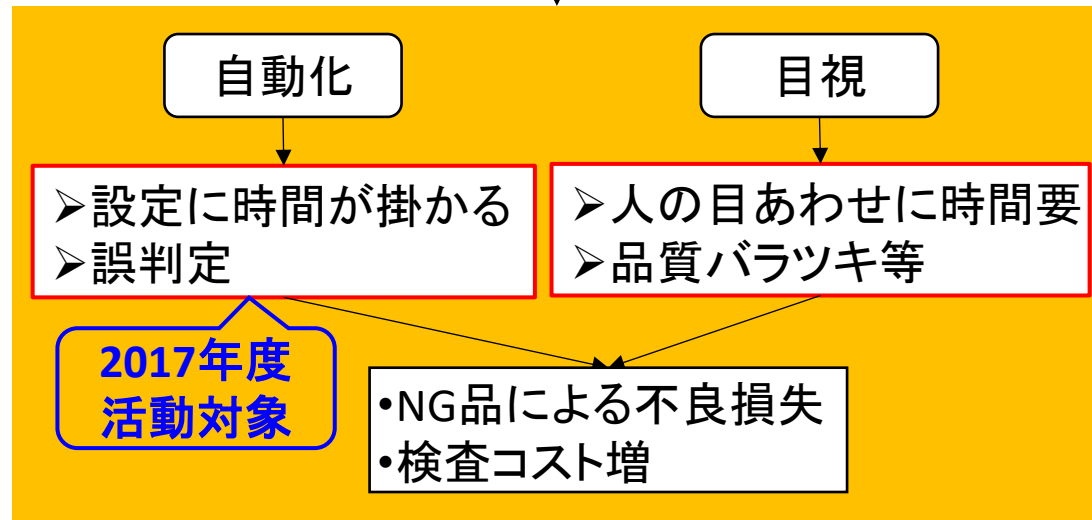 自動化
目視
➢設定に時間が掛かる
➢誤判定
➢人の目あわせに時間要
➢品質バラツキ等
2017年度
活動対象
•NG品による不良損失
•検査コスト増